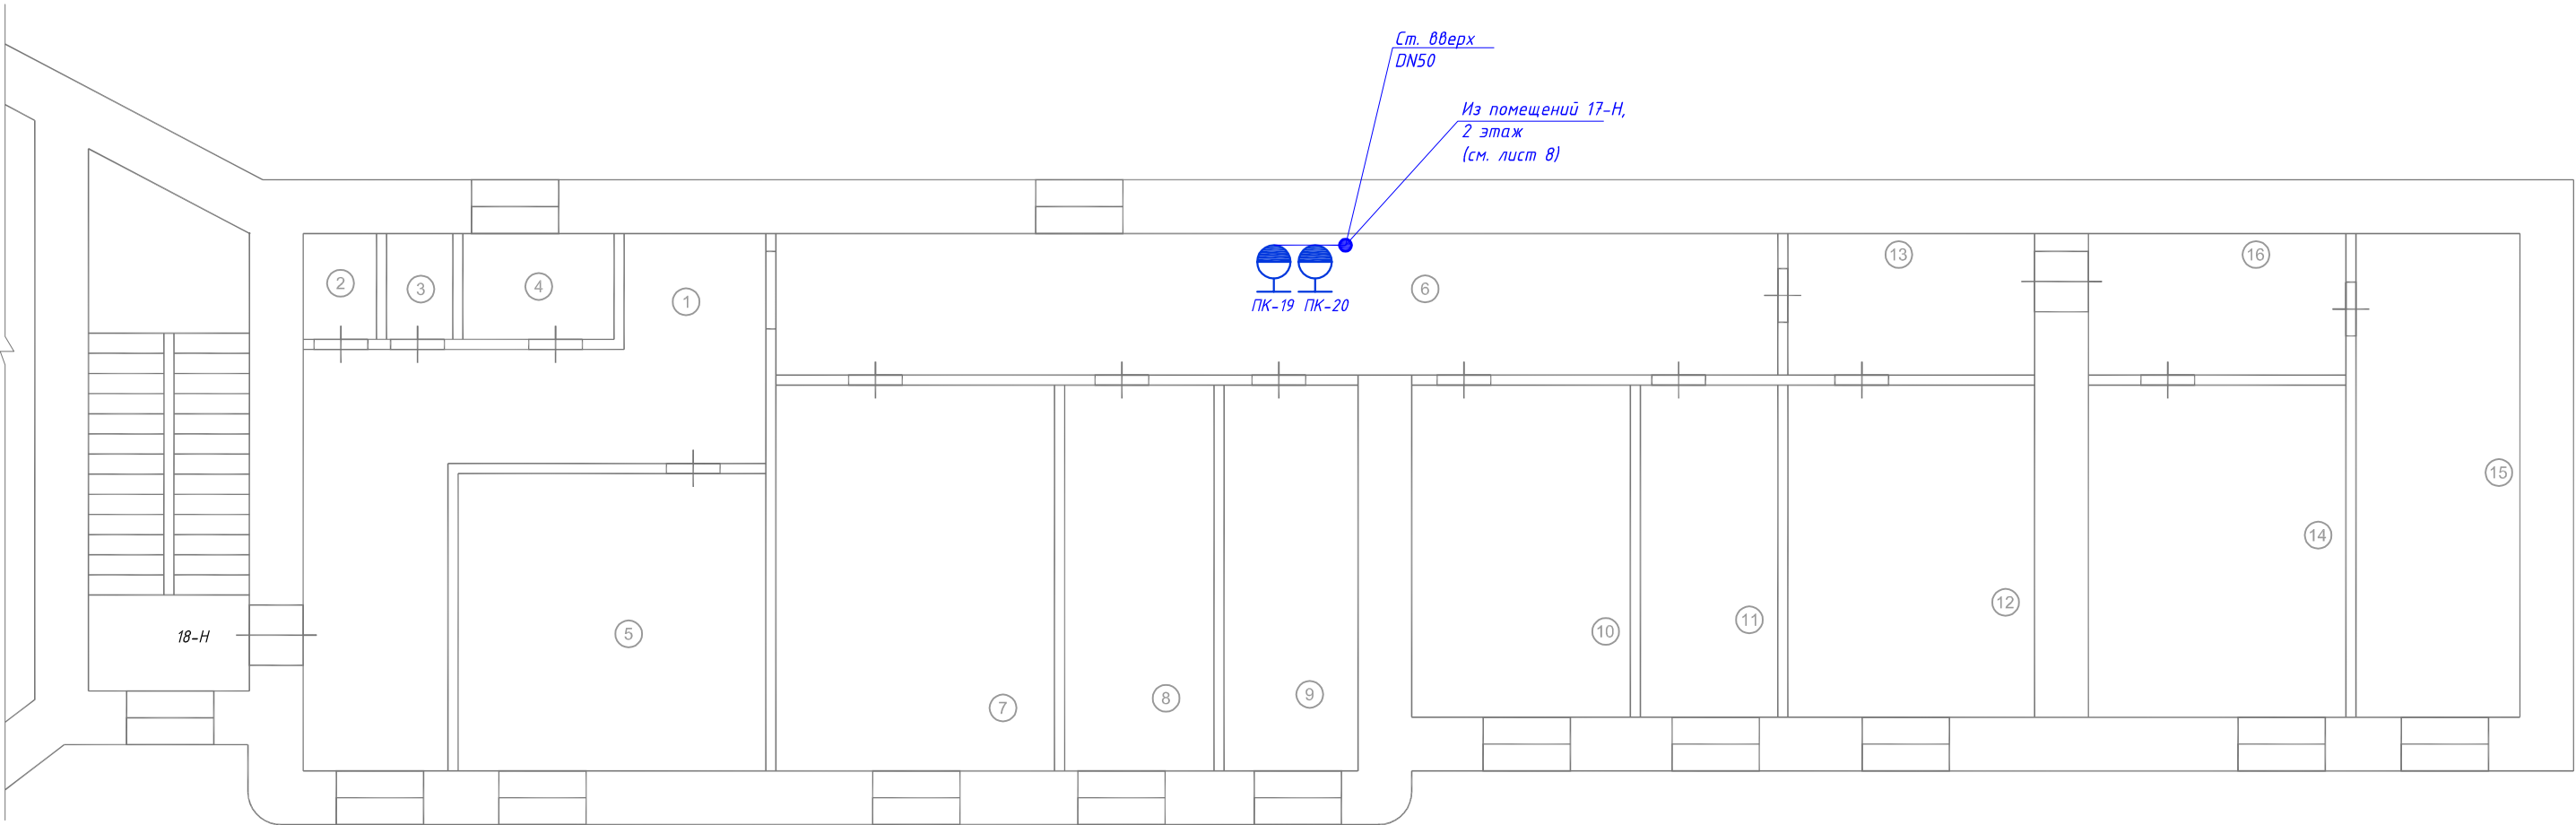 Ст. вверх
DN50
Из помещений 17-Н,
2 этаж
(см. лист 8)
13
16
2
3
4
1
6
ПК-19 ПК-20
15
14
12
18-Н
5
10
11
7
8
9